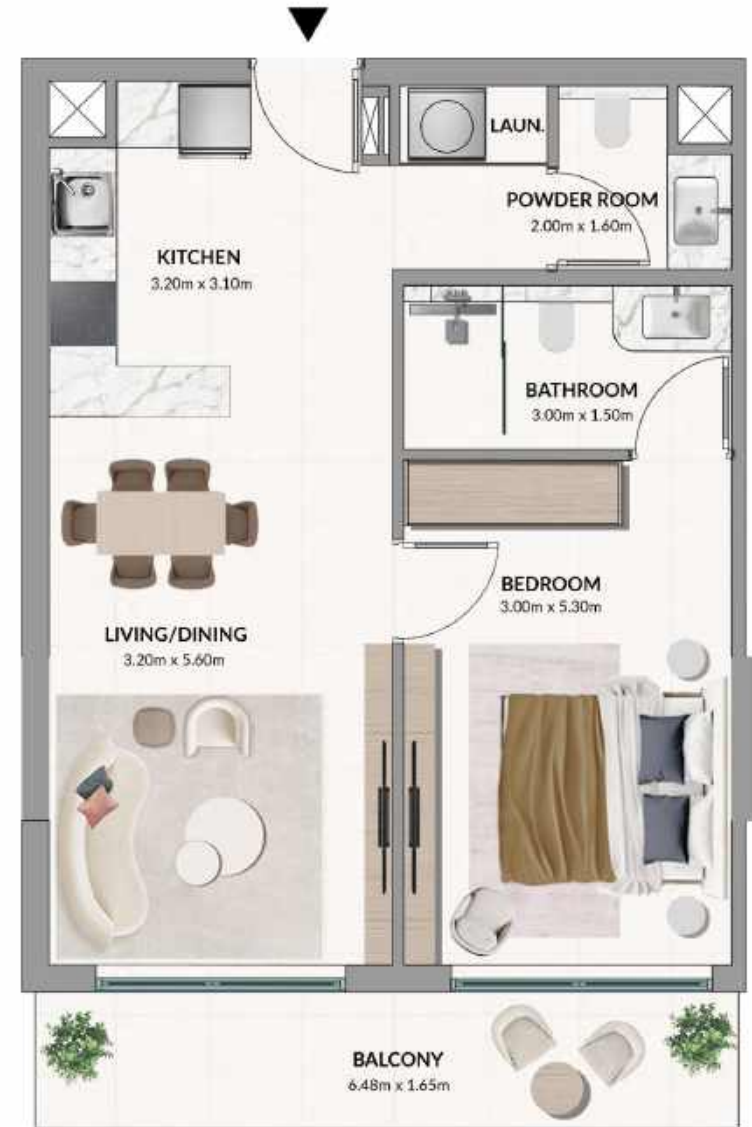 LAUN.
POWDER ROOM
2.00m x 1.60m
KITCHEN
3.20m x 3.10m
BATHROOM
3.00m x 1.50m
BEDROOM
3.00m x 5.30m
LIVING/DINING
3.20m x 5.60m
BALCONY
6.48m x 1.65m